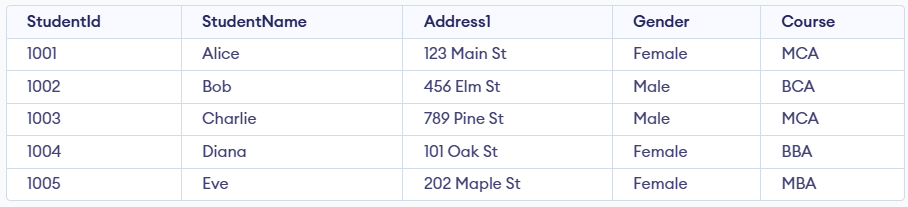 StudentId StudentName Address1 Gender Course
1001 Alice 123 Main St Female MCA
1002 Bob 456 Elm St Male BCA
1003 Charlie 789 Pine St Male MCA
1004 Diana 101 Oak St Female BBA
1005 Eve 202 Maple St Female MBA